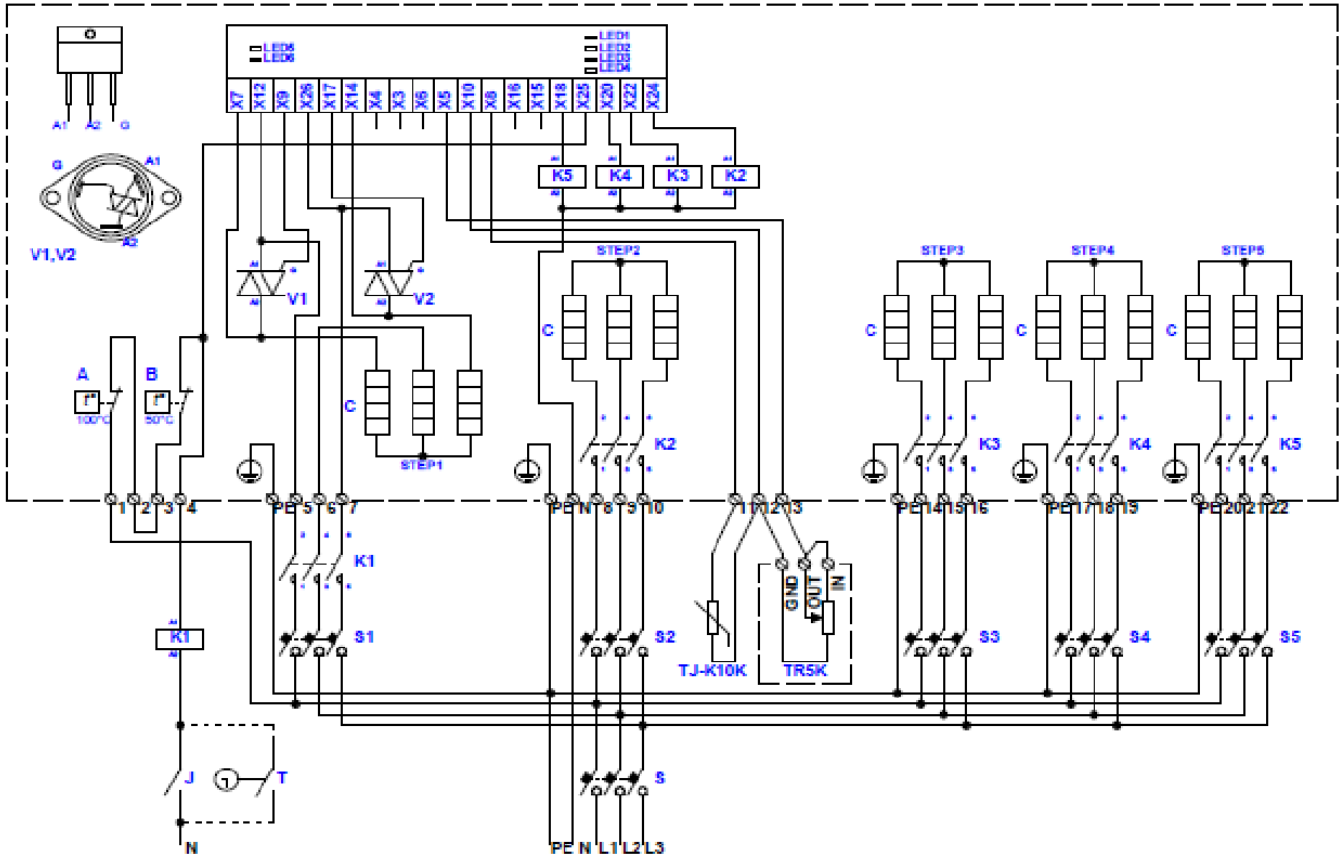 LED5
LED6
LED1
LED2
LED3
LED4
X7 X12 X9 X26 X17 X14 X4 X3 X6 X5 X10 X8 X16 X15 X18 X25 X20 X22 X24
A1 A2 G
G A1
A2
V1,V2
K5 K4 K3 K2
STEP2 STEP3 STEP4 STEP5
V1 V2
C C C C
A B
t° t°
100°C 50°C
C
STEP1
K2 K3 K4 K5
1 2 3 4 PE 5 6 7 PE N 8 9 10 11 12 13 PE 14 15 16 PE 17 18 19 PE 20 21 22
K1
GND OUT IN
K1 S1 S2 S3 S4 S5
TJ-K10K TR5K
J T S
N PE N L1 L2 L3